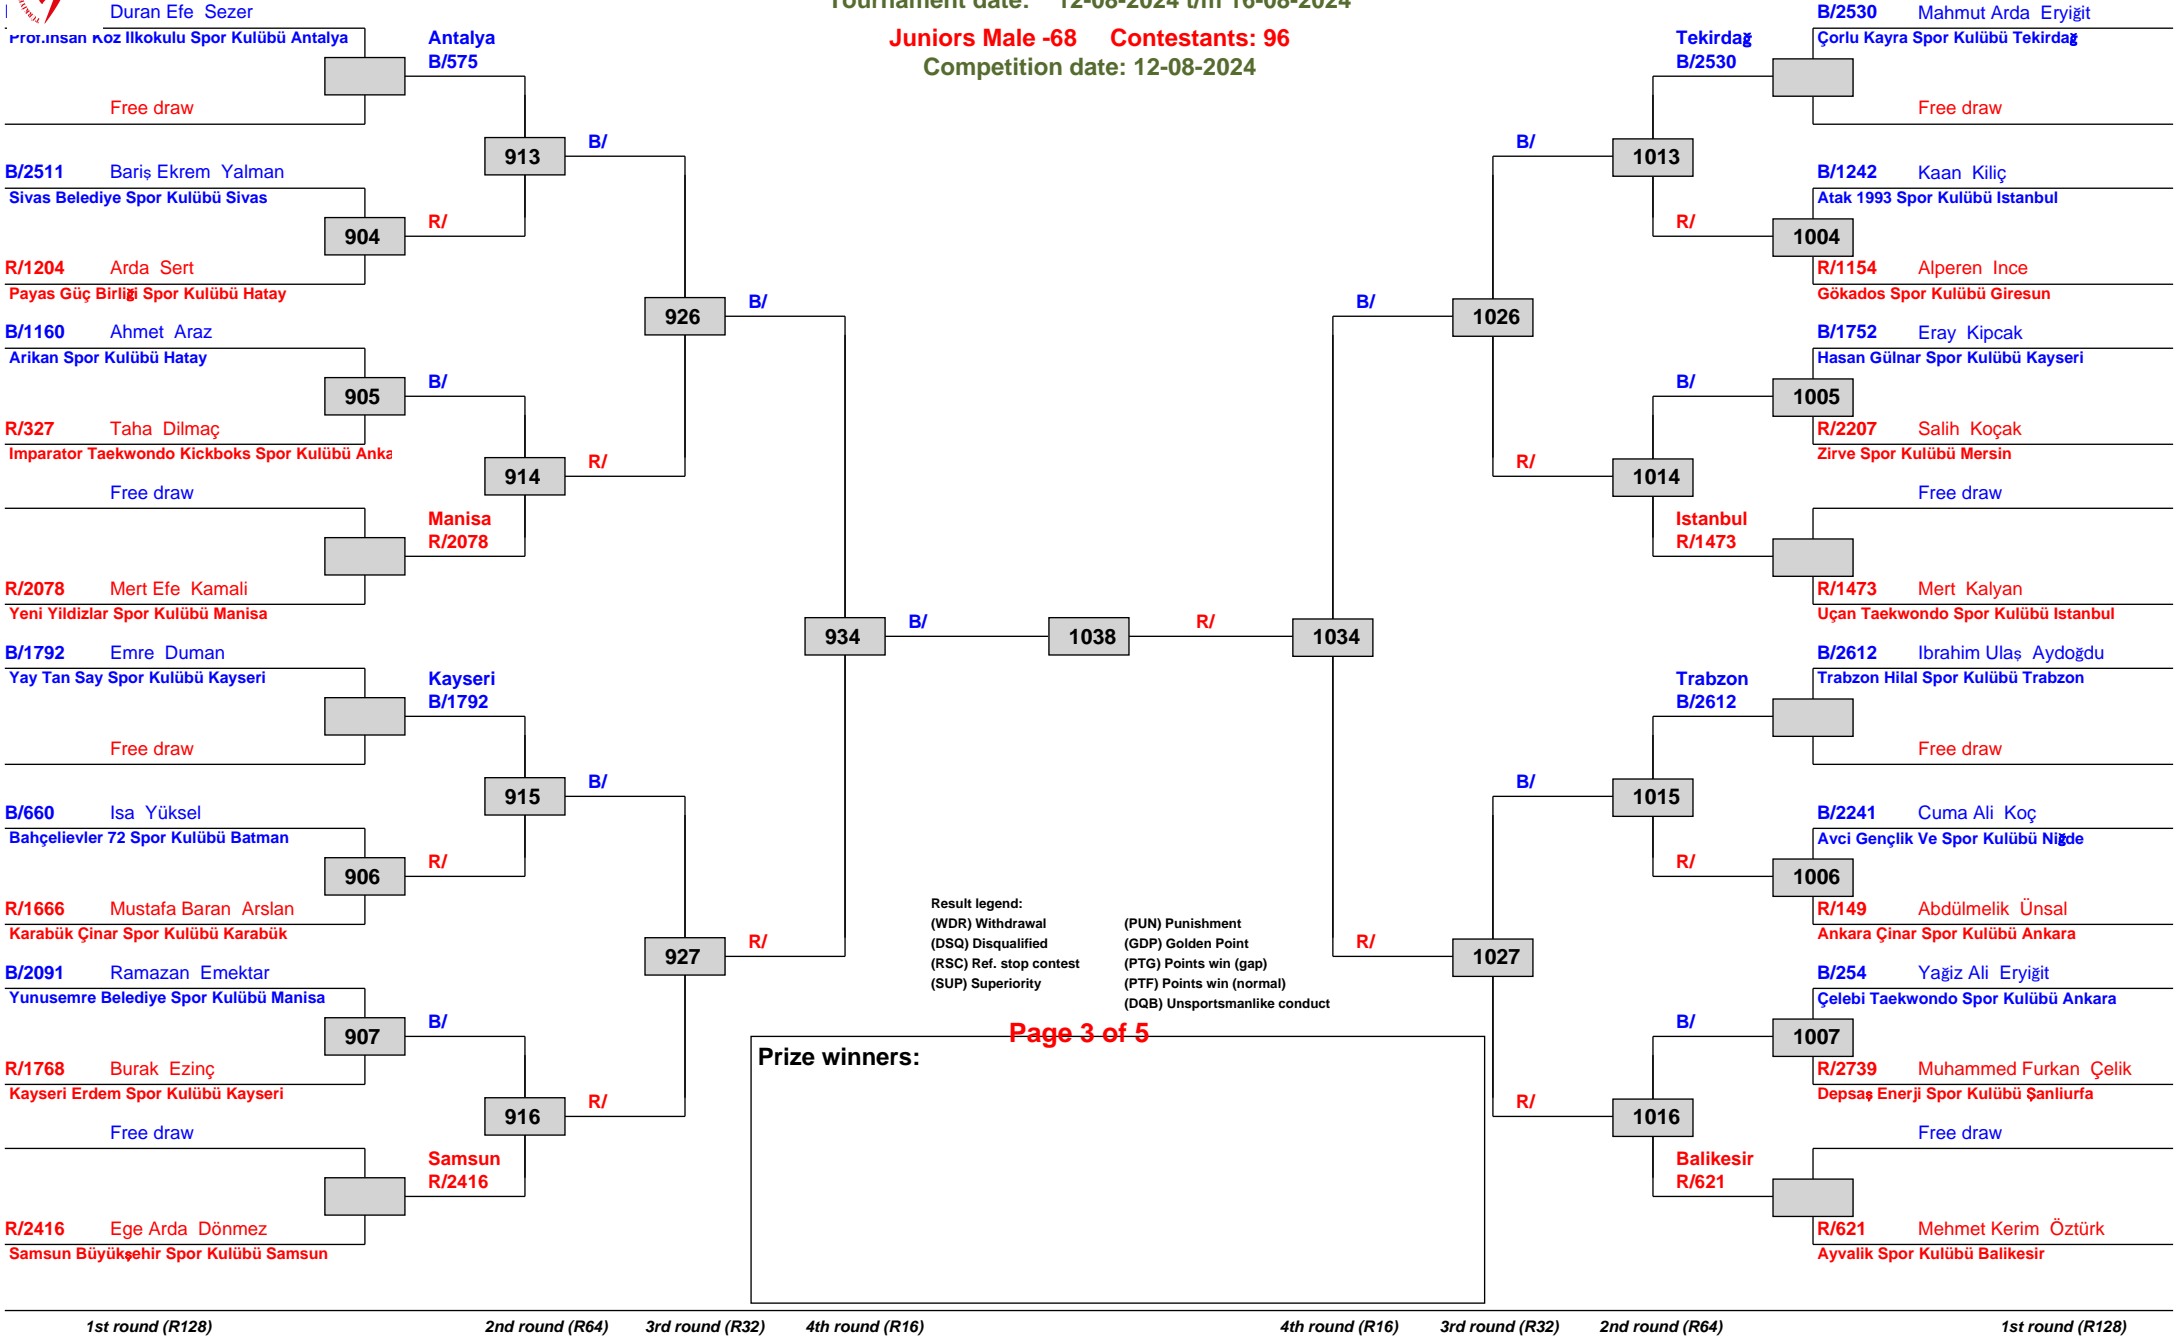 Tournament date: 12-08-2024 t/m 16-08-2024
Juniors Male -68 Contestants: 96
Competition date: 12-08-2024
Duran Efe Sezer
Prof.Ihsan Koz Ilkokulu Spor Kulübü Antalya
Free draw
B/2511 Bariş Ekrem Yalman
Sivas Belediye Spor Kulübü Sivas
904
R/1204 Arda Sert
Payas Güç Birliği Spor Kulübü Hatay
B/1160 Ahmet Araz
Arikan Spor Kulübü Hatay
905
R/327 Taha Dilmaç
Imparator Taekwondo Kickboks Spor Kulübü Anka
Free draw
R/2078 Mert Efe Kamali
Yeni Yildizlar Spor Kulübü Manisa
B/1792 Emre Duman
Yay Tan Say Spor Kulübü Kayseri
Free draw
B/660 Isa Yüksel
Bahçelievler 72 Spor Kulübü Batman
906
R/1666 Mustafa Baran Arslan
Karabük Çinar Spor Kulübü Karabük
B/2091 Ramazan Emektar
Yunusemre Belediye Spor Kulübü Manisa
907
R/1768 Burak Ezinç
Kayseri Erdem Spor Kulübü Kayseri
Free draw
R/2416 Ege Arda Dönmez
Samsun Büyükşehir Spor Kulübü Samsun
Antalya
B/575
913
R/
B/
914
Manisa
R/2078
Kayseri
B/1792
915
R/
B/
916
Samsun
R/2416
B/
926
R/
B/
927
R/
B/
934
R/
B/
1038
R/
B/
1034
R/
B/
1026
R/
B/
1027
R/
Tekirdağ
B/2530
1013
R/
B/
1014
Istanbul
R/1473
Trabzon
B/2612
1015
R/
B/
1016
Balikesir
R/621
B/2530 Mahmut Arda Eryiğit
Çorlu Kayra Spor Kulübü Tekirdağ
Free draw
B/1242 Kaan Kiliç
Atak 1993 Spor Kulübü Istanbul
1004
R/1154 Alperen Ince
Gökados Spor Kulübü Giresun
B/1752 Eray Kipcak
Hasan Gülnar Spor Kulübü Kayseri
1005
R/2207 Salih Koçak
Zirve Spor Kulübü Mersin
Free draw
R/1473 Mert Kalyan
Uçan Taekwondo Spor Kulübü Istanbul
B/2612 Ibrahim Ulaş Aydoğdu
Trabzon Hilal Spor Kulübü Trabzon
Free draw
B/2241 Cuma Ali Koç
Avci Gençlik Ve Spor Kulübü Niğde
1006
R/149 Abdülmelik Ünsal
Ankara Çinar Spor Kulübü Ankara
B/254 Yağiz Ali Eryiğit
Çelebi Taekwondo Spor Kulübü Ankara
1007
R/2739 Muhammed Furkan Çelik
Depsaş Enerji Spor Kulübü Şanliurfa
Free draw
R/621 Mehmet Kerim Öztürk
Ayvalik Spor Kulübü Balikesir
Result legend:
(WDR) Withdrawal (PUN) Punishment
(DSQ) Disqualified (GDP) Golden Point
(RSC) Ref. stop contest (PTG) Points win (gap)
(SUP) Superiority (PTF) Points win (normal)
(DQB) Unsportsmanlike conduct
Page 3 of 5
Prize winners:
1st round (R128) 2nd round (R64) 3rd round (R32) 4th round (R16) 4th round (R16) 3rd round (R32) 2nd round (R64) 1st round (R128)